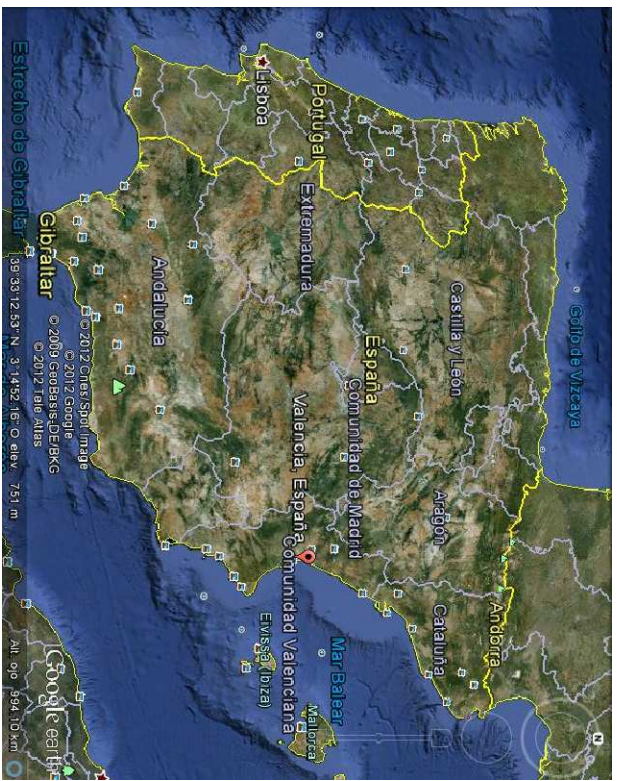 N
Golfo de Vizcaya
Andorra
Castilla y León
Aragón
Cataluña
España
Portugal
Comunidad de Madrid
Mar Balear
Extremadura
Valencia, España
Comunidad Valenciana
Mallorca
Lisboa
Eivissa (Ibiza)
Andalucía
Gibraltar
Estrecho de Gibraltar
© 2012 Cnes/Spot Image
© 2012 Google
© 2009 GeoBasis-DE/BKG
© 2012 Tele Atlas
Google earth
39°33'12.53" N 3°14'52.16" O elev. 751 m
Alt. ojo 994.10 km